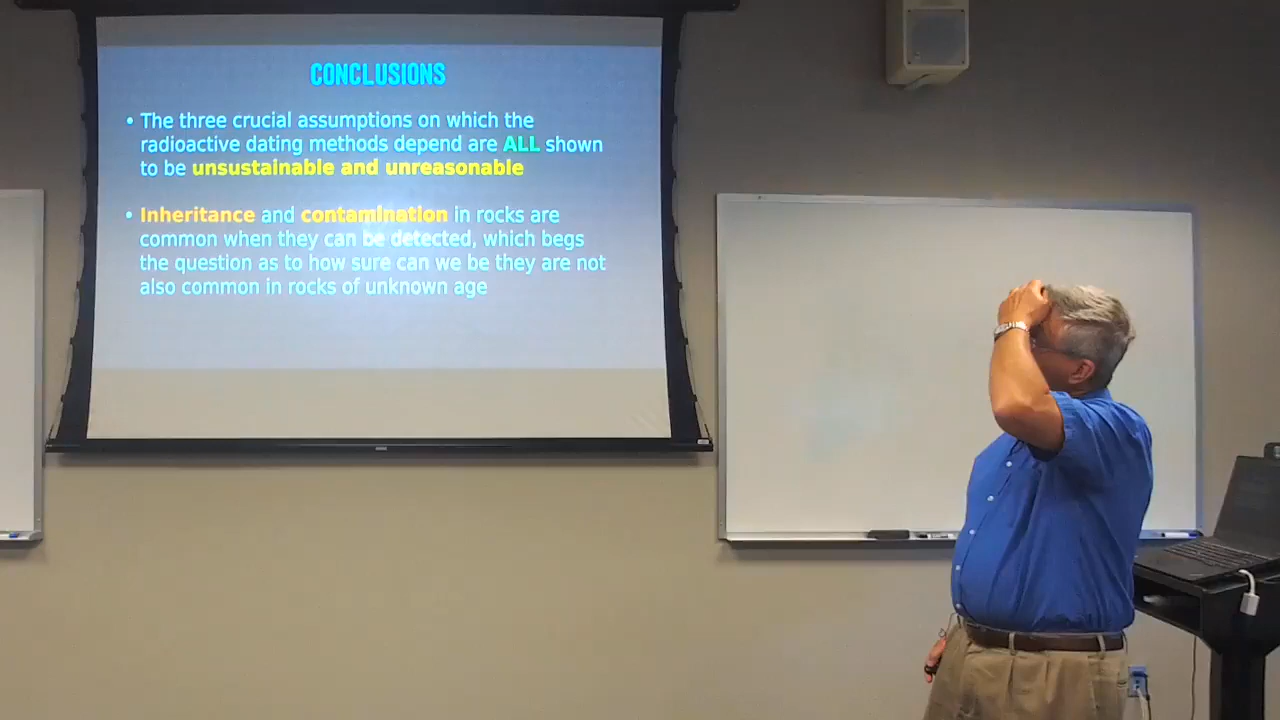 CONCLUSIONS
• The three crucial assumptions on which the
radioactive dating methods depend are ALL shown
to be unsustainable and unreasonable
• Inheritance and contamination in rocks are
common when they can be detected, which begs
the question as to how sure can we be they are not
also common in rocks of unknown age